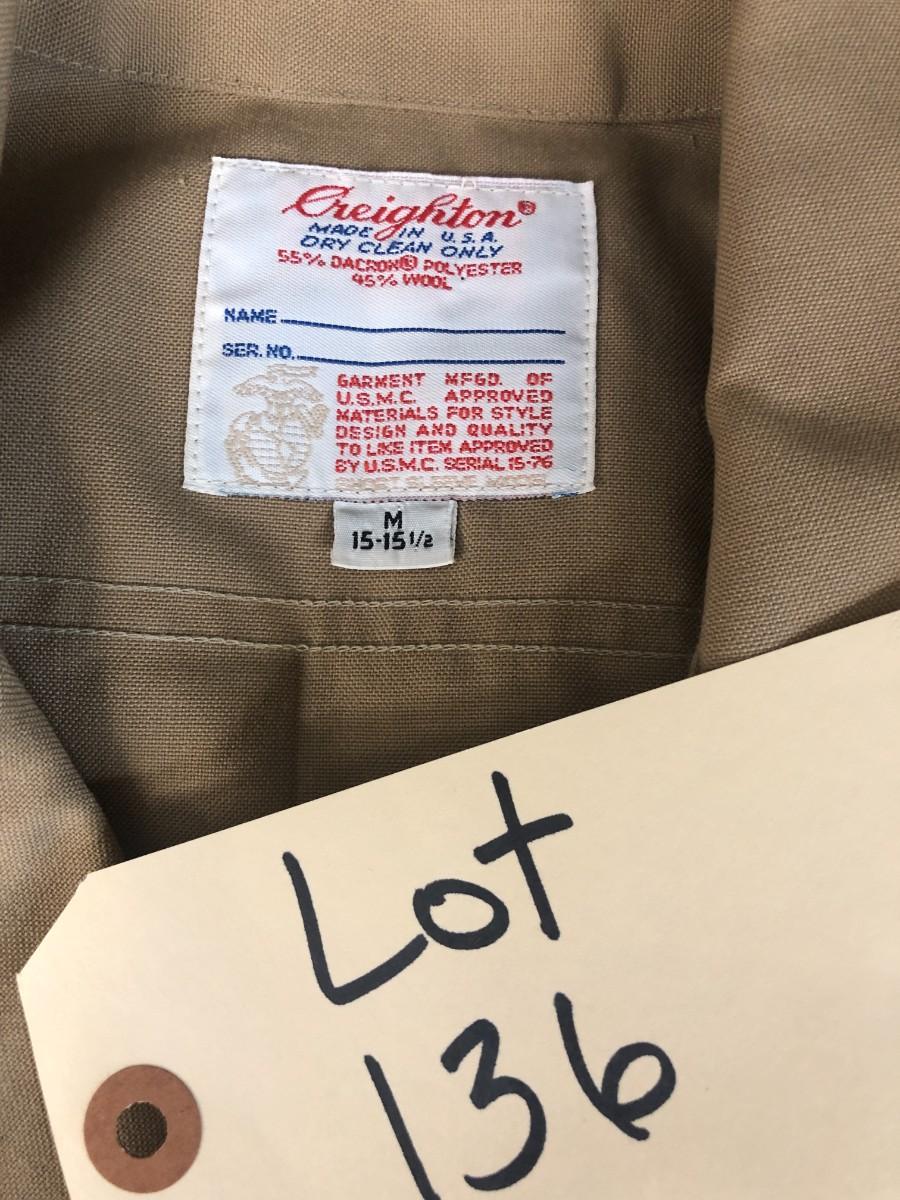 Creighton®
MADE IN U.S.A.
DRY CLEAN ONLY
55% DACRON® POLYESTER
45% WOOL
NAME
SER. NO.
GARMENT MFGD. OF
U.S.M.C. APPROVED
MATERIALS FOR STYLE
DESIGN AND QUALITY
TO LIKE ITEM APPROVED
BY U.S.M.C. SERIAL 15-76
SHORT SLEEVE MODEL
M
15-15 1/2
Lot
136